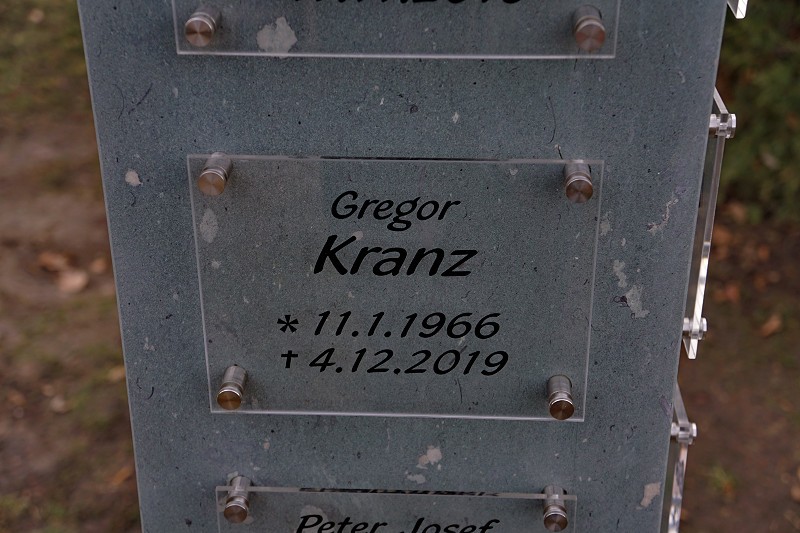 Gregor
Kranz
* 11.1.1966
† 4.12.2019
Peter Josef